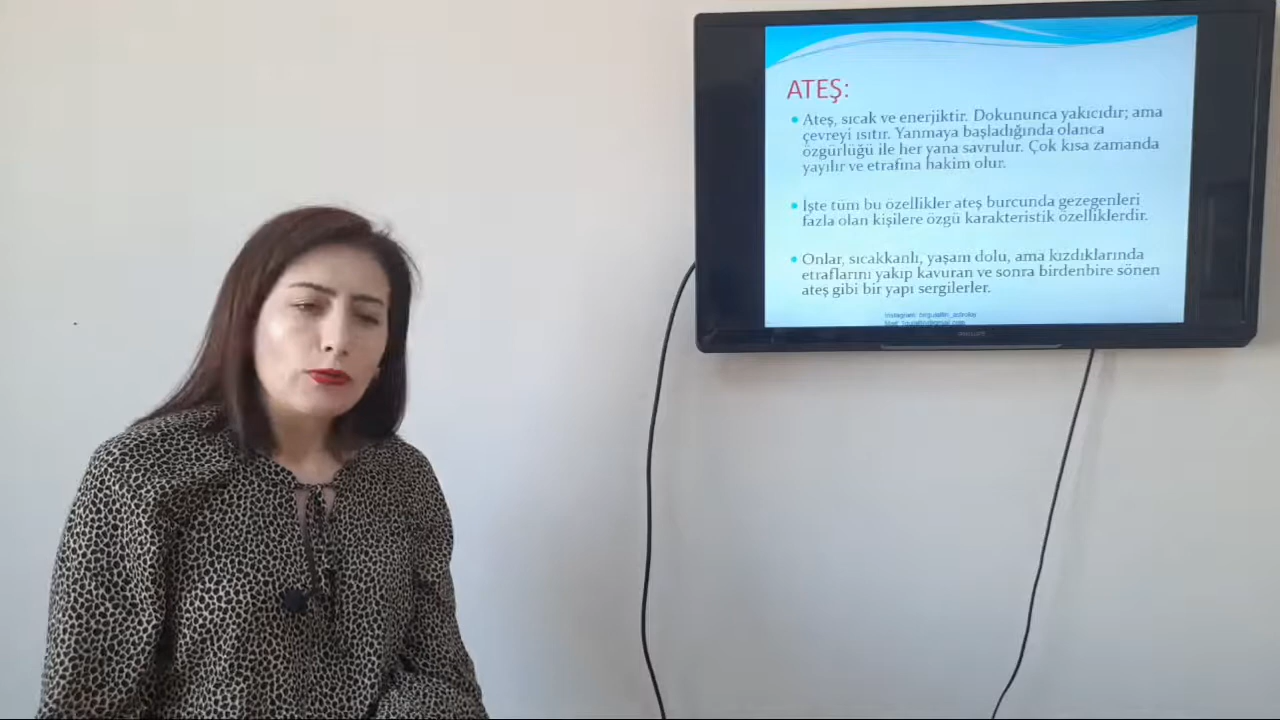 ATEŞ:
Ateş, sıcak ve enerjiktir. Dokununca yakıcıdır; ama
çevreyi ısıtır. Yanmaya başladığında olanca
özgürlüğü ile her yana savrulur. Çok kısa zamanda
yayılır ve etrafına hakim olur.
İşte tüm bu özellikler ateş burcunda gezegenleri
fazla olan kişilere özgü karakteristik özelliklerdir.
Onlar, sıcakkanlı, yaşam dolu, ama kızdıklarında
etraflarını yakıp kavuran ve sonra birdenbire sönen
ateş gibi bir yapı sergilerler.
Instagram: